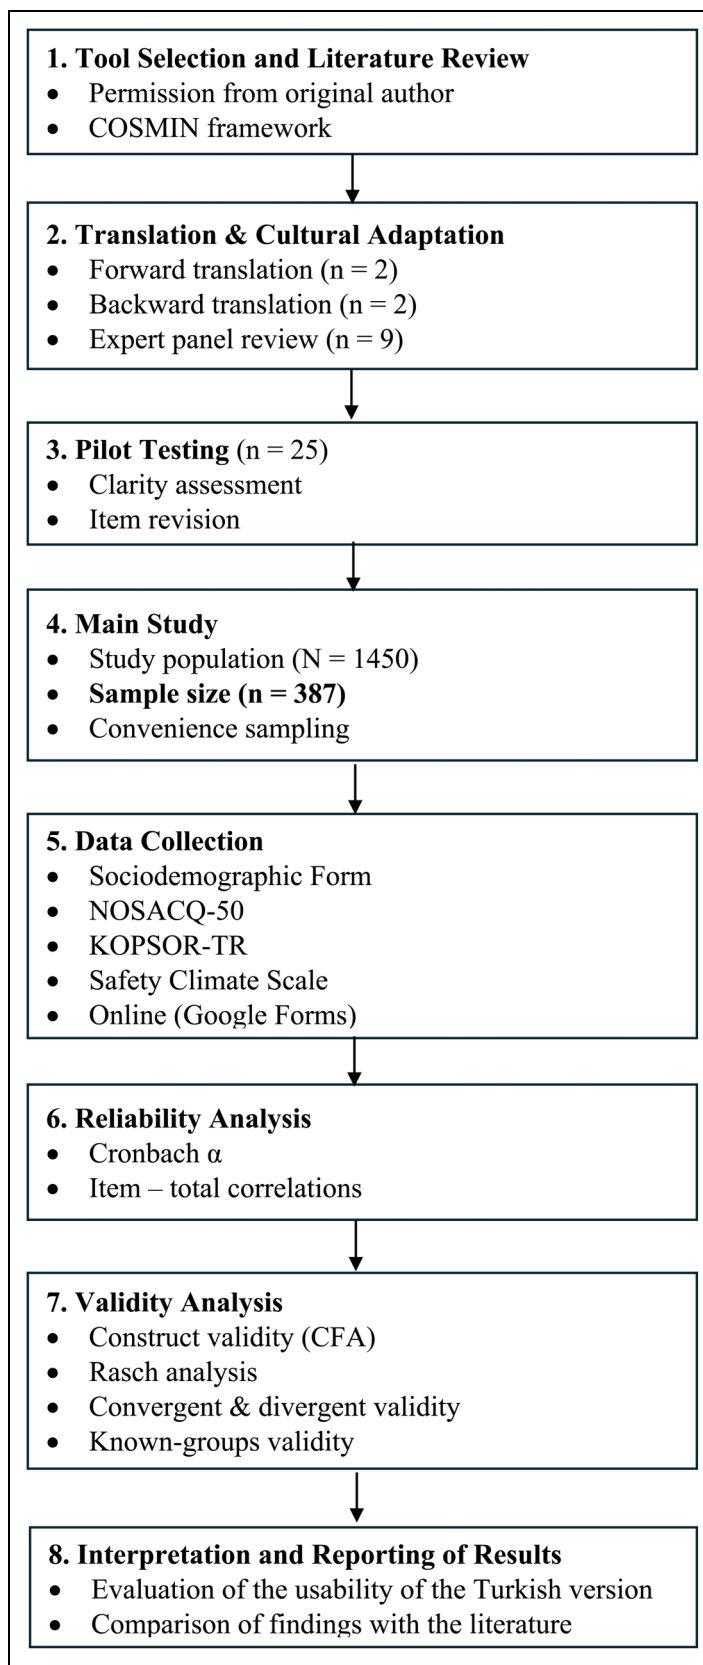 1. Tool Selection and Literature Review
• Permission from original author
• COSMIN framework
2. Translation & Cultural Adaptation
• Forward translation (n = 2)
• Backward translation (n = 2)
• Expert panel review (n = 9)
3. Pilot Testing (n = 25)
• Clarity assessment
• Item revision
4. Main Study
• Study population (N = 1450)
• Sample size (n = 387)
• Convenience sampling
5. Data Collection
• Sociodemographic Form
• NOSACQ-50
• KOPSOR-TR
• Safety Climate Scale
• Online (Google Forms)
6. Reliability Analysis
• Cronbach α
• Item – total correlations
7. Validity Analysis
• Construct validity (CFA)
• Rasch analysis
• Convergent & divergent validity
• Known-groups validity
8. Interpretation and Reporting of Results
• Evaluation of the usability of the Turkish version
• Comparison of findings with the literature